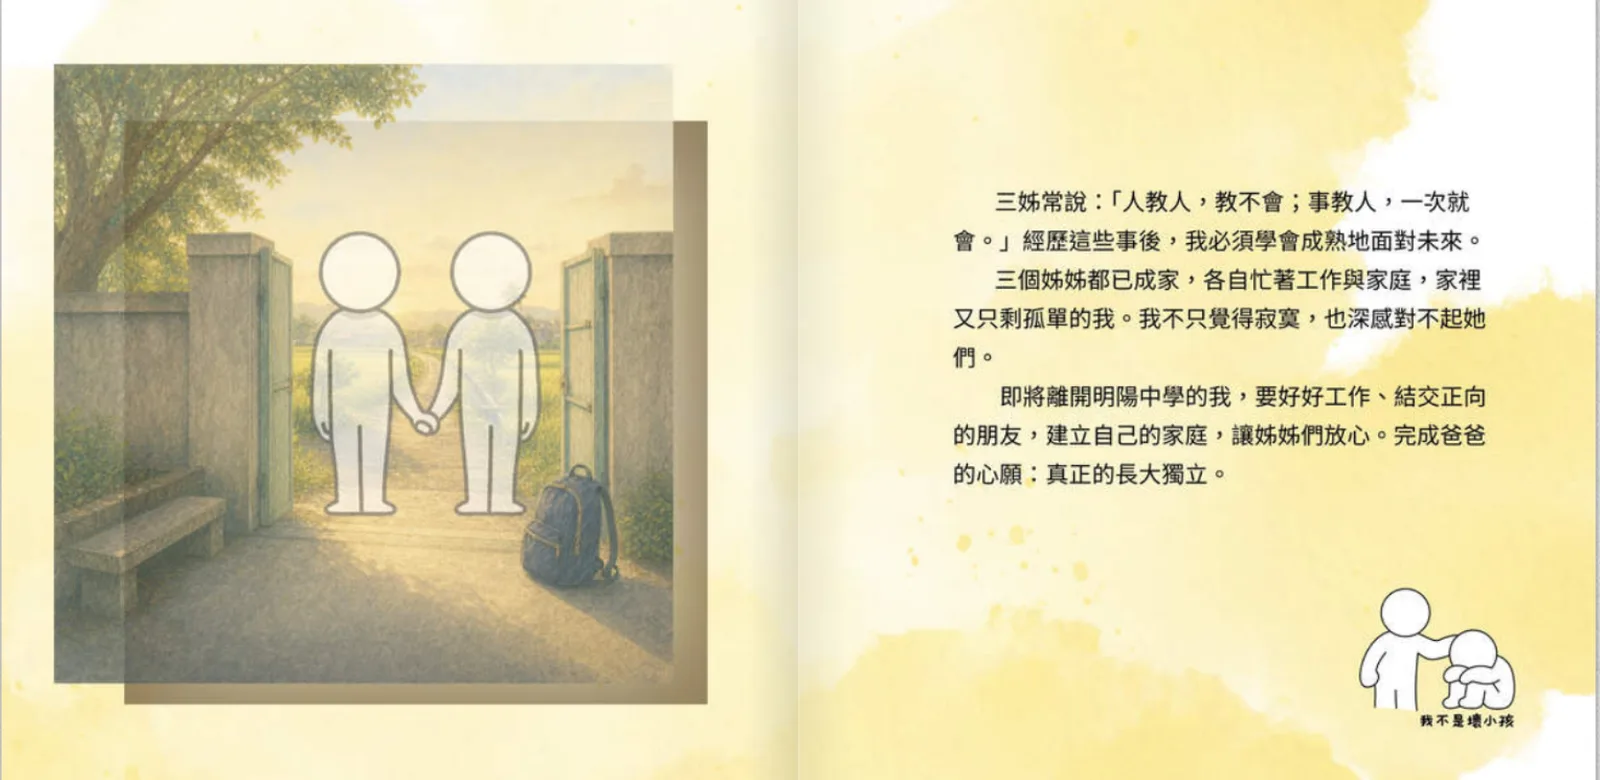 三姊常說：「人教人，教不會；事教人，一次就
會。」經歷這些事後，我必須學會成熟地面對未來。
三個姊姊都已成家，各自忙著工作與家庭，家裡
又只剩孤單的我。我不只覺得寂寞，也深感對不起她
們。
即將離開明陽中學的我，要好好工作、結交正向
的朋友，建立自己的家庭，讓姊姊們放心。完成爸爸
的心願：真正的長大獨立。
我不是壞小孩